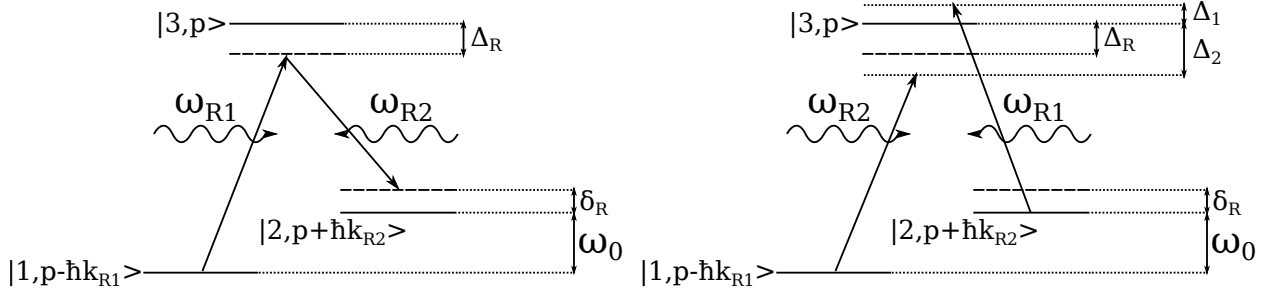 |3,p>
Δ_R
ω_R1
ω_R2
δ_R
|2,p+ħk_R2>
ω_0
|1,p-ħk_R1>
|3,p>
Δ_1
Δ_R
Δ_2
ω_R2
ω_R1
δ_R
|2,p+ħk_R2>
ω_0
|1,p-ħk_R1>